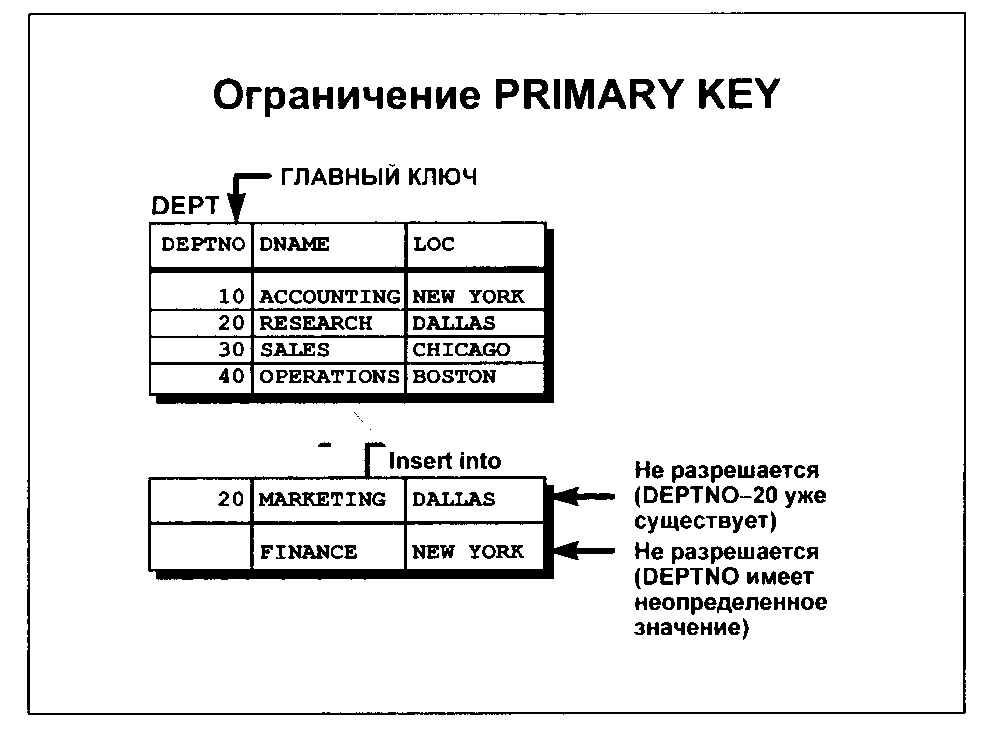 Ограничение PRIMARY KEY
ГЛАВНЫЙ КЛЮЧ
DEPT
DEPTNO DNAME LOC
10 ACCOUNTING NEW YORK
20 RESEARCH DALLAS
30 SALES CHICAGO
40 OPERATIONS BOSTON
Insert into
20 MARKETING DALLAS
FINANCE NEW YORK
Не разрешается
(DEPTNO–20 уже
существует)
Не разрешается
(DEPTNO имеет
неопределенное
значение)